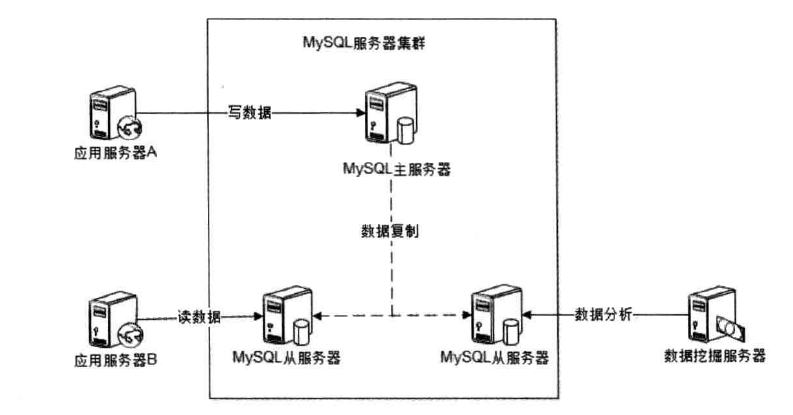 MySQL服务器集群
写数据
应用服务器A
MySQL主服务器
数据复制
读数据
数据分析
应用服务器B
MySQL从服务器
MySQL从服务器
数据挖掘服务器